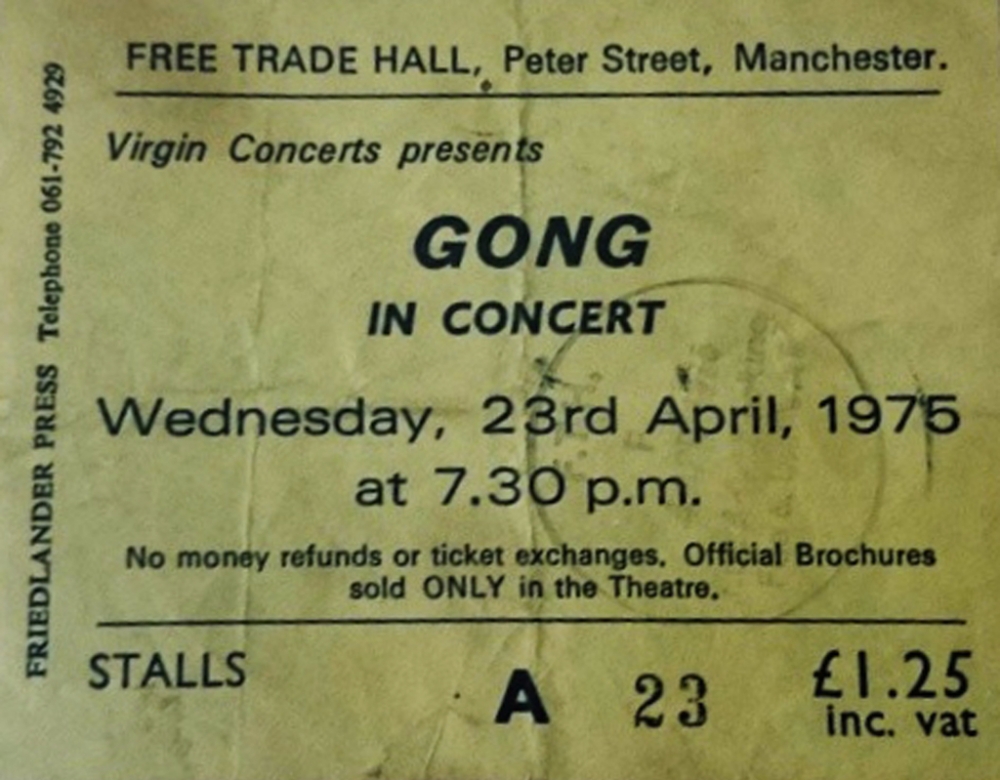 FREE TRADE HALL, Peter Street, Manchester.
Virgin Concerts presents
GONG
IN CONCERT
Wednesday, 23rd April, 1975
at 7.30 p.m.
No money refunds or ticket exchanges. Official Brochures
sold ONLY in the Theatre.
STALLS A 23 £1.25
inc. vat
FRIEDLANDER PRESS Telephone 061-792 4929